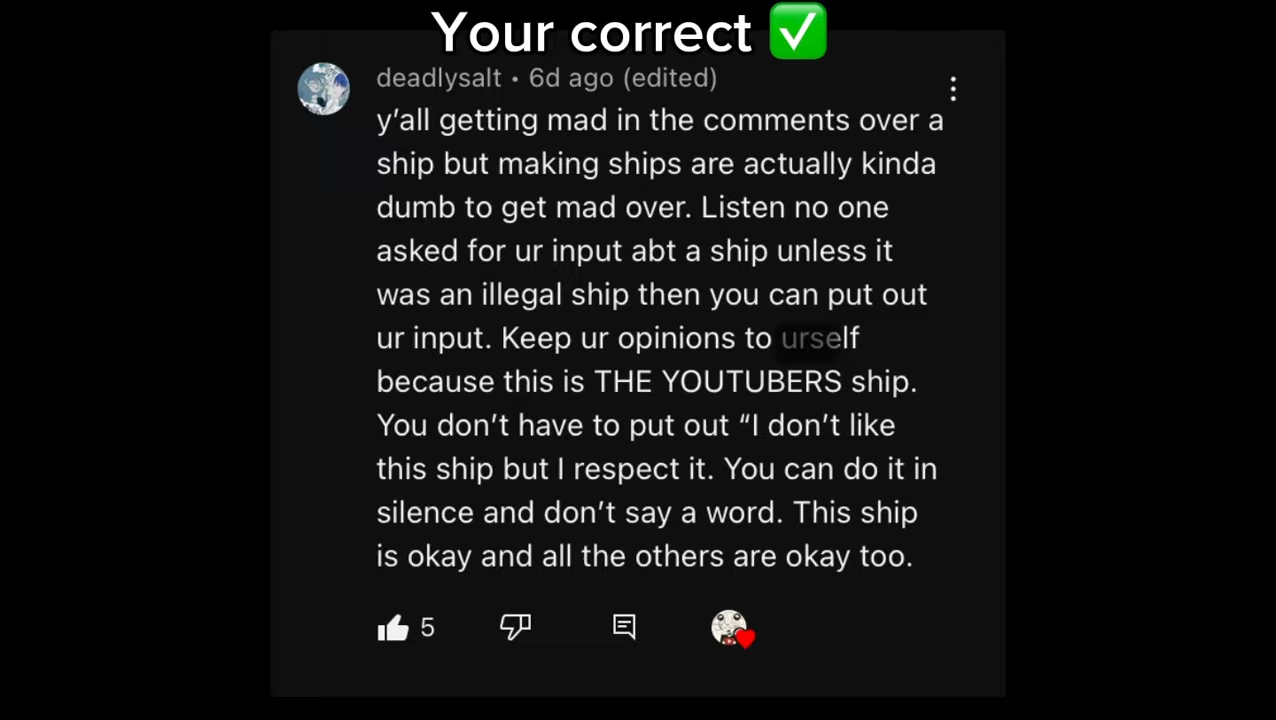 Your correct ✅
deadlysalt • 6d ago (edited)
y’all getting mad in the comments over a
ship but making ships are actually kinda
dumb to get mad over. Listen no one
asked for ur input abt a ship unless it
was an illegal ship then you can put out
ur input. Keep ur opinions to urself
because this is THE YOUTUBERS ship.
You don’t have to put out “I don’t like
this ship but I respect it. You can do it in
silence and don’t say a word. This ship
is okay and all the others are okay too.
5